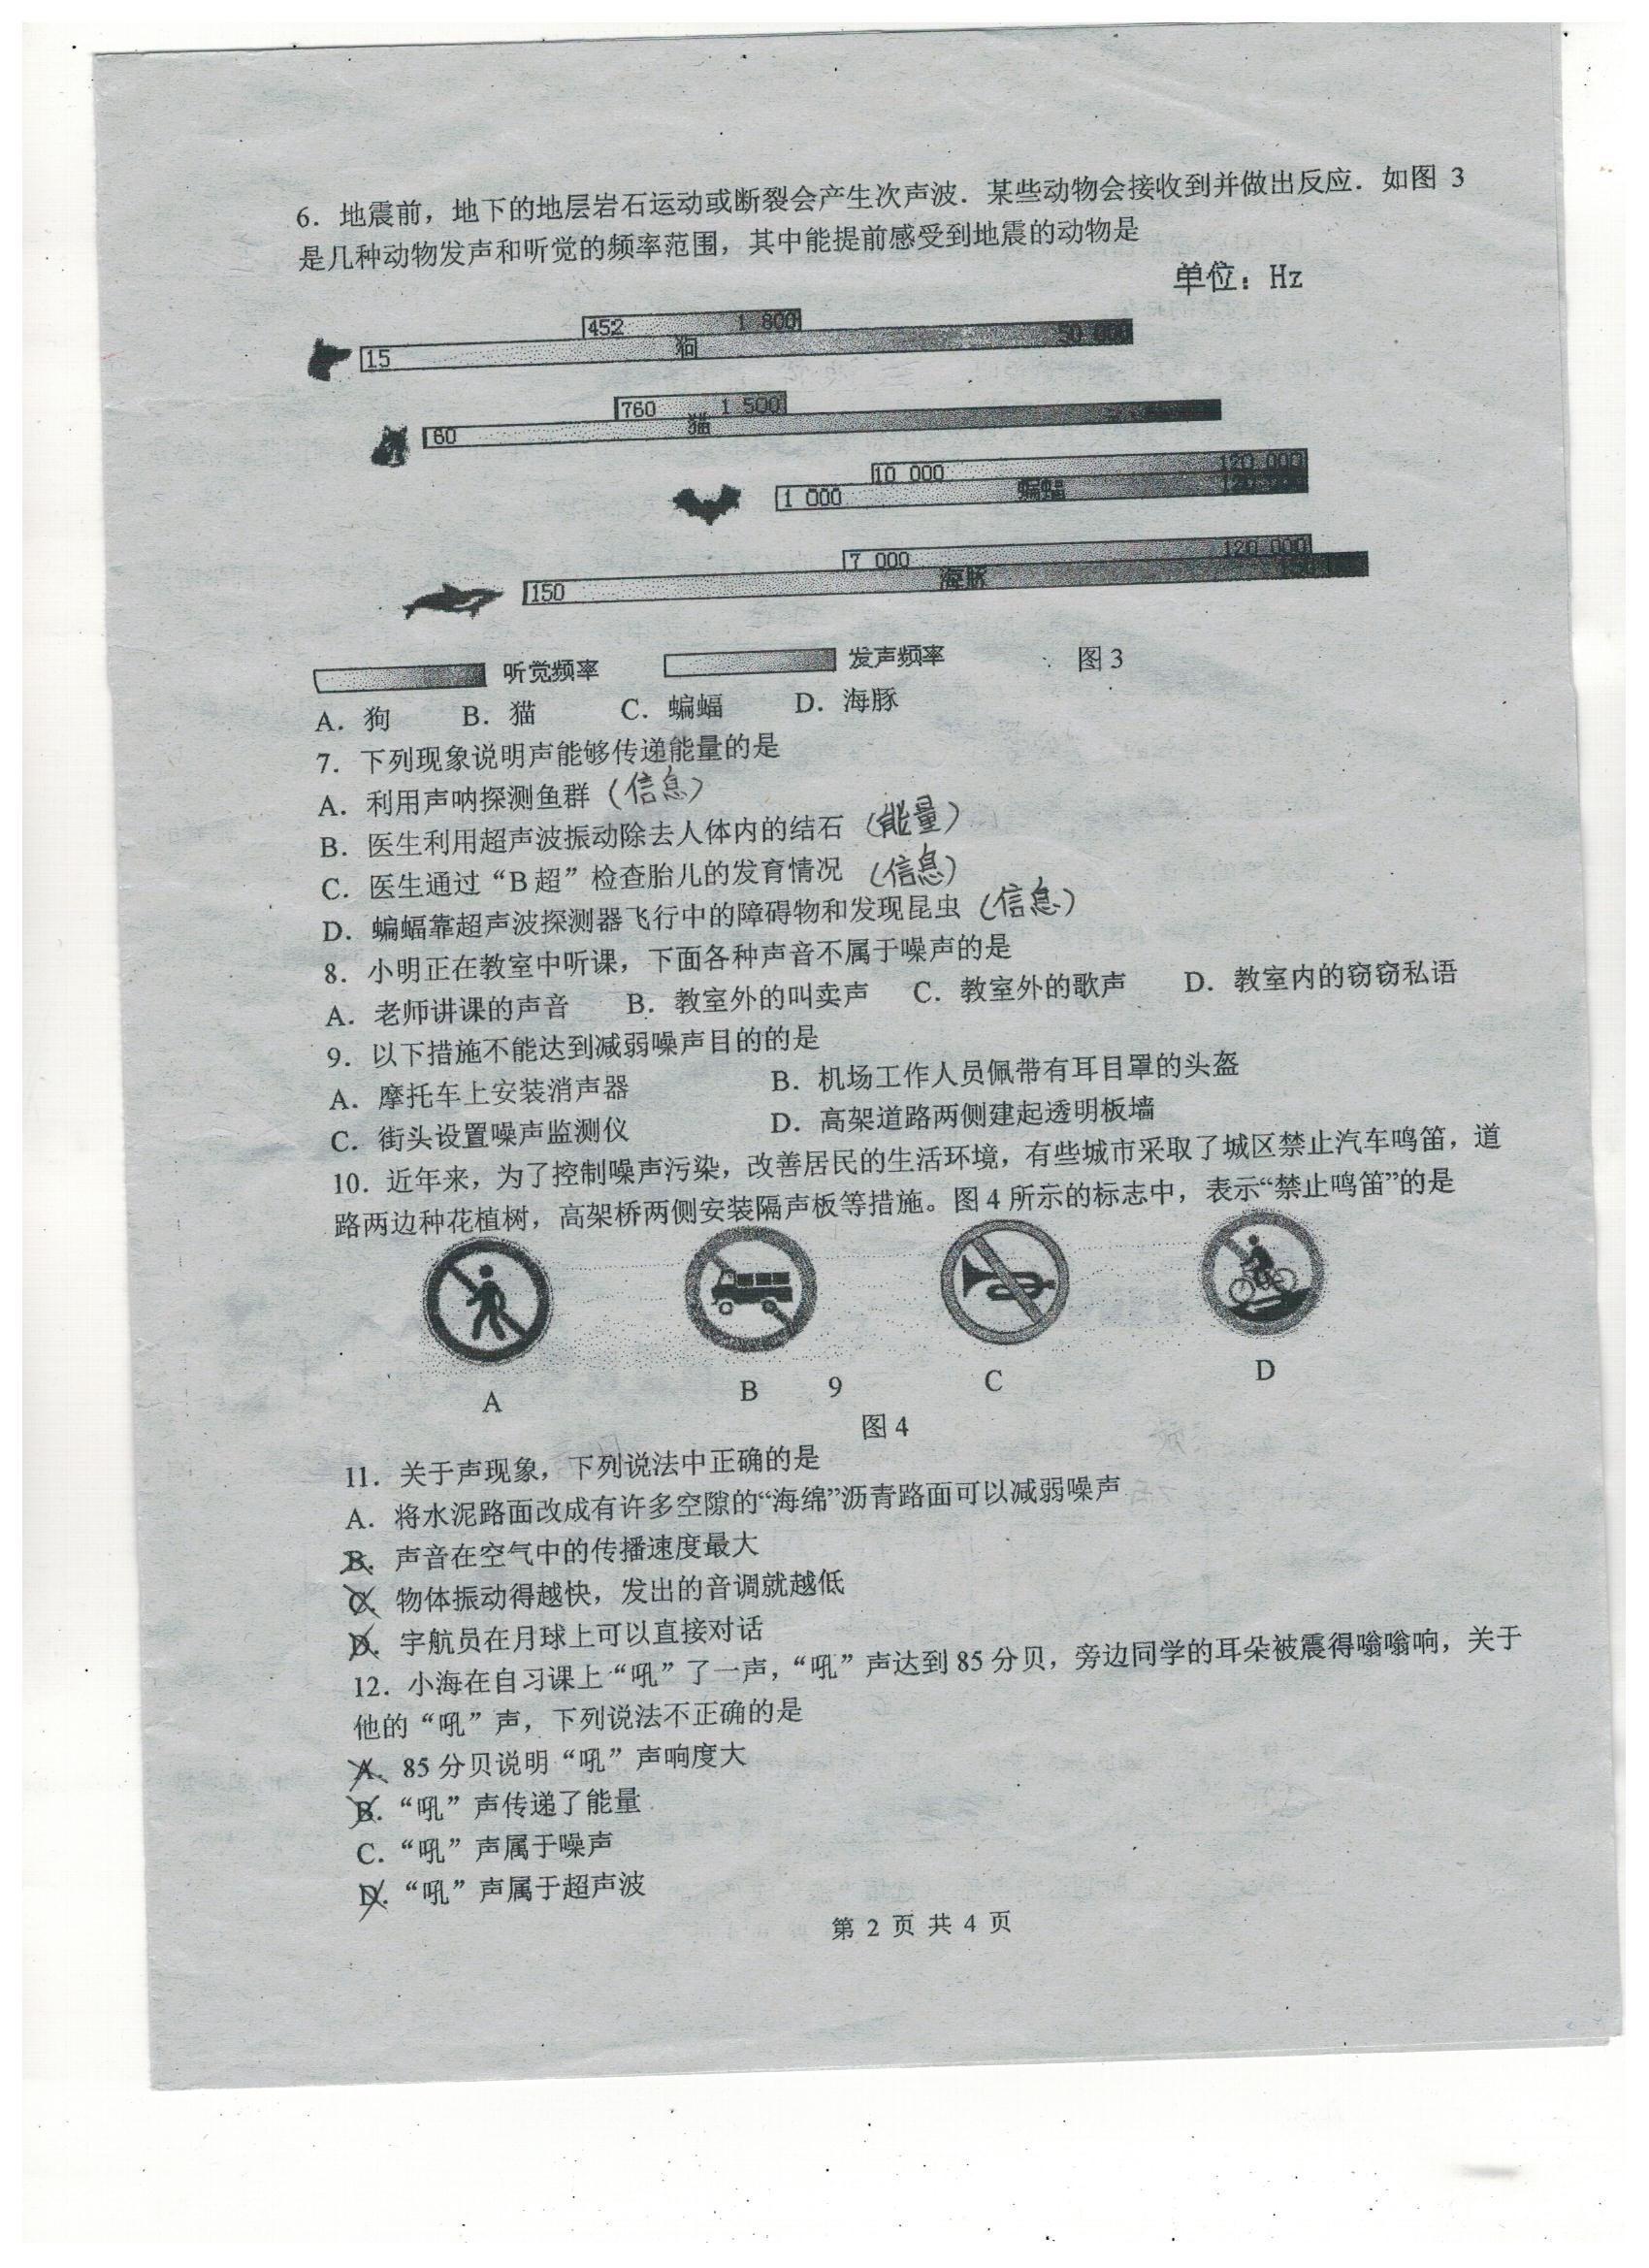 6．地震前，地下的地层岩石运动或断裂会产生次声波．某些动物会接收到并做出反应．如图 3
是几种动物发声和听觉的频率范围，其中能提前感受到地震的动物是
单位：Hz
452 1 800
15 狗 50 000
760 1 500
60 猫
10 000 120 000
1 000 蝙蝠
7 000 120 000
150 海豚
听觉频率 发声频率 图 3
A．狗 B．猫 C．蝙蝠 D．海豚
7．下列现象说明声能够传递能量的是
A．利用声呐探测鱼群（信息）
B．医生利用超声波振动除去人体内的结石（能量）
C．医生通过“B 超”检查胎儿的发育情况（信息）
D．蝙蝠靠超声波探测器飞行中的障碍物和发现昆虫（信息）
8．小明正在教室中听课，下面各种声音不属于噪声的是
A．老师讲课的声音 B．教室外的叫卖声 C．教室外的歌声 D．教室内的窃窃私语
9．以下措施不能达到减弱噪声目的的是
A．摩托车上安装消声器 B．机场工作人员佩带有耳目罩的头盔
C．街头设置噪声监测仪 D．高架道路两侧建起透明板墙
10．近年来，为了控制噪声污染，改善居民的生活环境，有些城市采取了城区禁止汽车鸣笛，道
路两边种花植树，高架桥两侧安装隔声板等措施。图 4 所示的标志中，表示“禁止鸣笛”的是
A B 9 C D
图 4
11．关于声现象，下列说法中正确的是
A．将水泥路面改成有许多空隙的“海绵”沥青路面可以减弱噪声
B．声音在空气中的传播速度最大
C．物体振动得越快，发出的音调就越低
D．宇航员在月球上可以直接对话
12．小海在自习课上“吼”了一声，“吼”声达到 85 分贝，旁边同学的耳朵被震得嗡嗡响，关于
他的“吼”声，下列说法不正确的是
A．85 分贝说明“吼”声响度大
B．“吼”声传递了能量
C．“吼”声属于噪声
D．“吼”声属于超声波
第 2 页 共 4 页